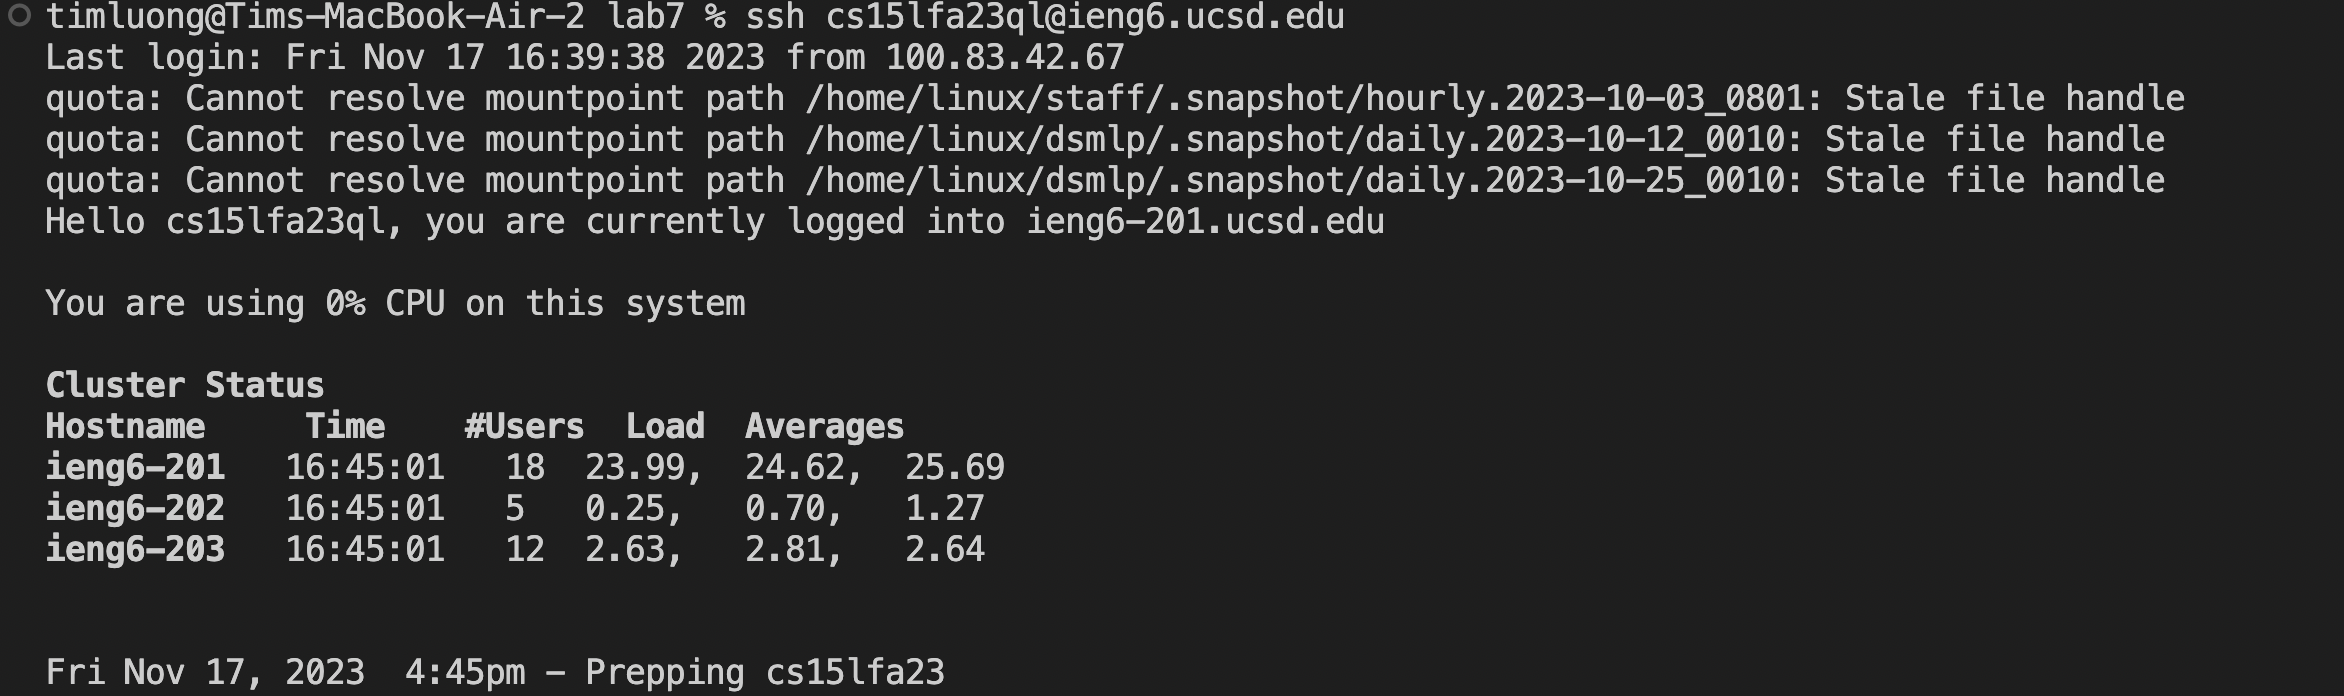 timluong@Tims-MacBook-Air-2 lab7 % ssh cs15lfa23ql@ieng6.ucsd.edu
Last login: Fri Nov 17 16:39:38 2023 from 100.83.42.67
quota: Cannot resolve mountpoint path /home/linux/staff/.snapshot/hourly.2023-10-03_0801: Stale file handle
quota: Cannot resolve mountpoint path /home/linux/dsmlp/.snapshot/daily.2023-10-12_0010: Stale file handle
quota: Cannot resolve mountpoint path /home/linux/dsmlp/.snapshot/daily.2023-10-25_0010: Stale file handle
Hello cs15lfa23ql, you are currently logged into ieng6-201.ucsd.edu
You are using 0% CPU on this system
Cluster Status
Hostname     Time    #Users  Load  Averages
ieng6-201   16:45:01   18  23.99,  24.62,  25.69
ieng6-202   16:45:01   5   0.25,   0.70,   1.27
ieng6-203   16:45:01   12  2.63,   2.81,   2.64
Fri Nov 17, 2023  4:45pm - Prepping cs15lfa23